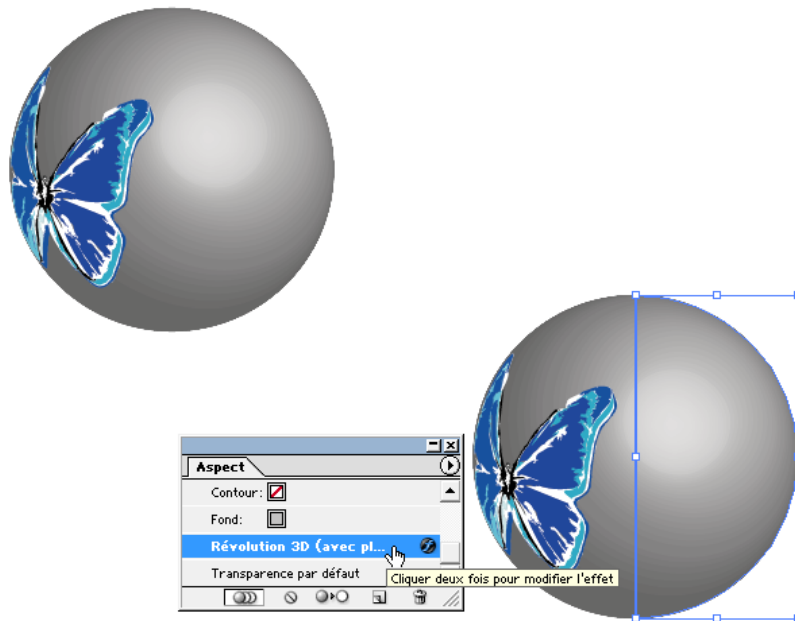 Aspect
Contour:
Fond:
Révolution 3D (avec pl...
Transparence par défaut
Cliquer deux fois pour modifier l'effet